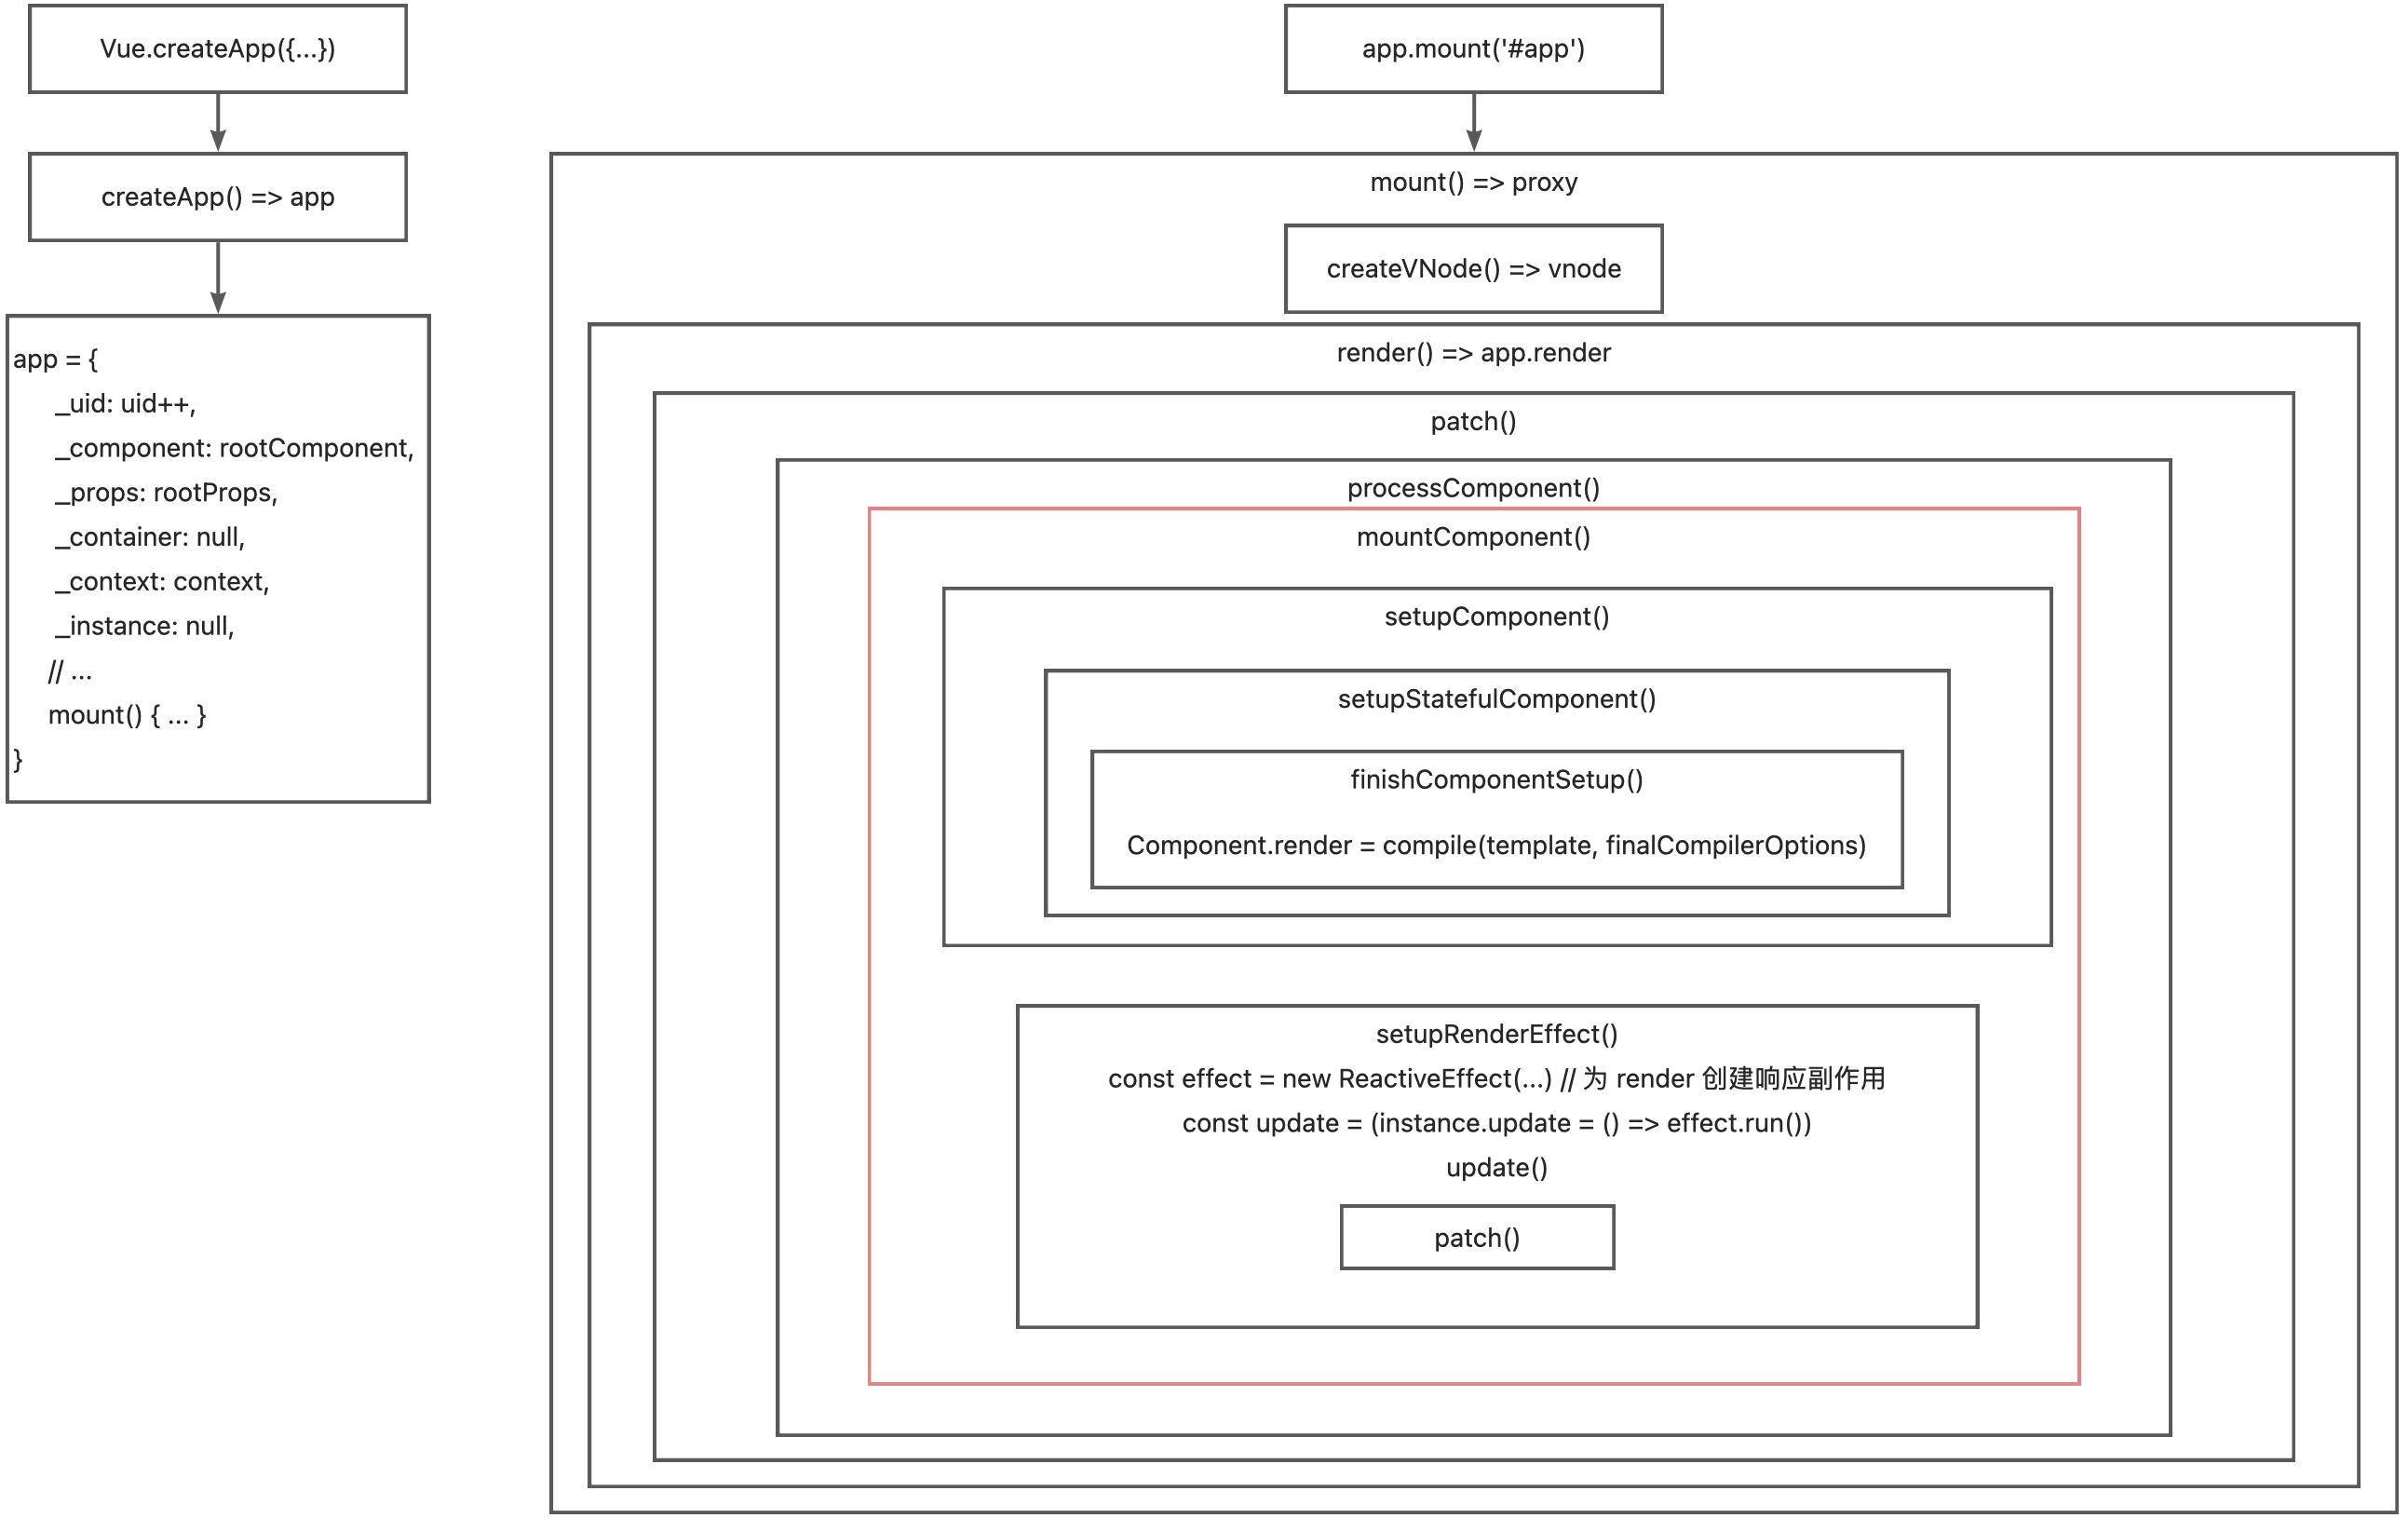 Vue.createApp({...})
createApp() => app
app = {
_uid: uid++,
_component: rootComponent,
_props: rootProps,
_container: null,
_context: context,
_instance: null,
// ...
mount() { ... }
}
app.mount('#app')
mount() => proxy
createVNode() => vnode
render() => app.render
patch()
processComponent()
mountComponent()
setupComponent()
setupStatefulComponent()
finishComponentSetup()
Component.render = compile(template, finalCompilerOptions)
setupRenderEffect()
const effect = new ReactiveEffect(...) // 为 render 创建响应副作用
const update = (instance.update = () => effect.run())
update()
patch()